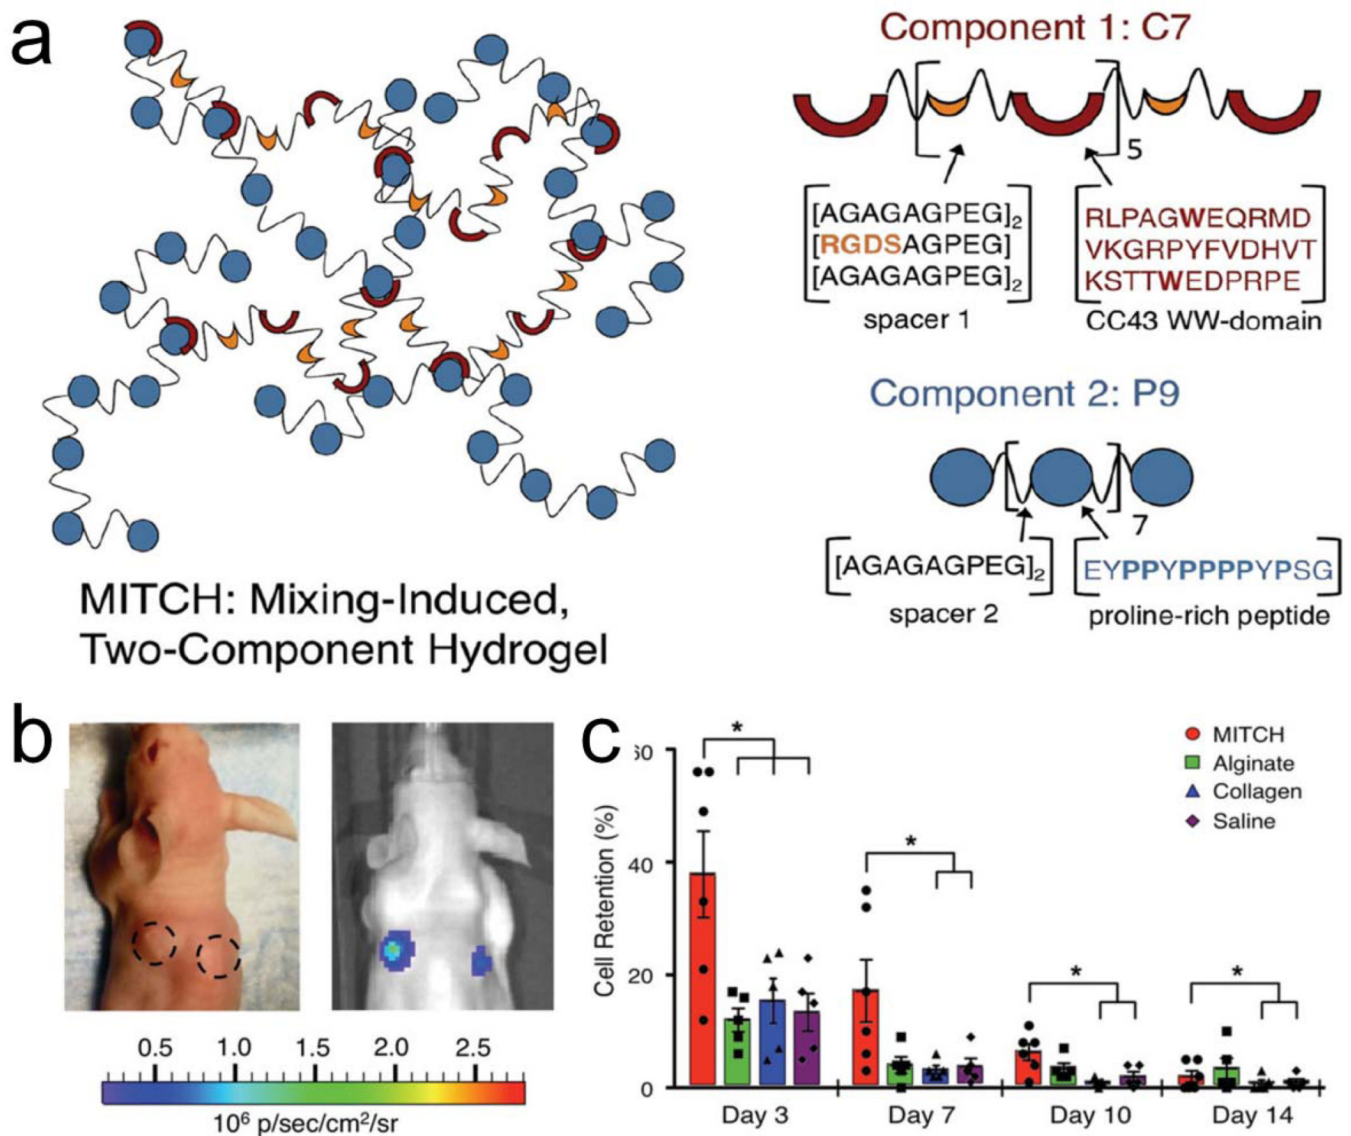 a
Component 1: C7
5
[AGAGAGPEG]2
[RGDSAGPEG]
[AGAGAGPEG]2
spacer 1
RLPAGWEQRMD
VKGRPYFVDHVT
KSTTWEDPRPE
CC43 WW-domain
Component 2: P9
7
[AGAGAGPEG]2
spacer 2
EYPPYPPPPYPSG
proline-rich peptide
MITCH: Mixing-Induced,
Two-Component Hydrogel
b
0.5 1.0 1.5 2.0 2.5
10⁶ p/sec/cm²/sr
c
Cell Retention (%)
40
20
0
* * * *
MITCH
Alginate
Collagen
Saline
Day 3 Day 7 Day 10 Day 14